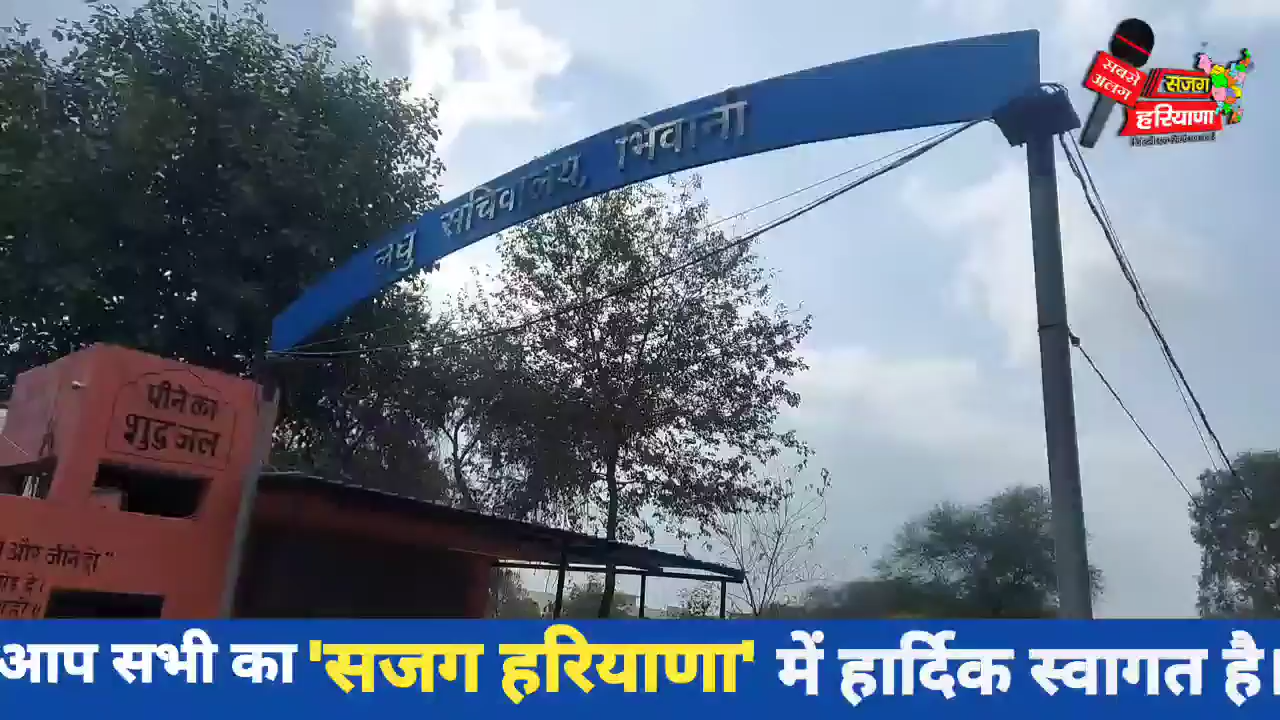 सबसे
अलग
सजग
हरियाणा
लघु सचिवालय, भिवानी
पीने का
शुद्ध जल
और जीने दो "
आप सभी का 'सजग हरियाणा' में हार्दिक स्वागत है।